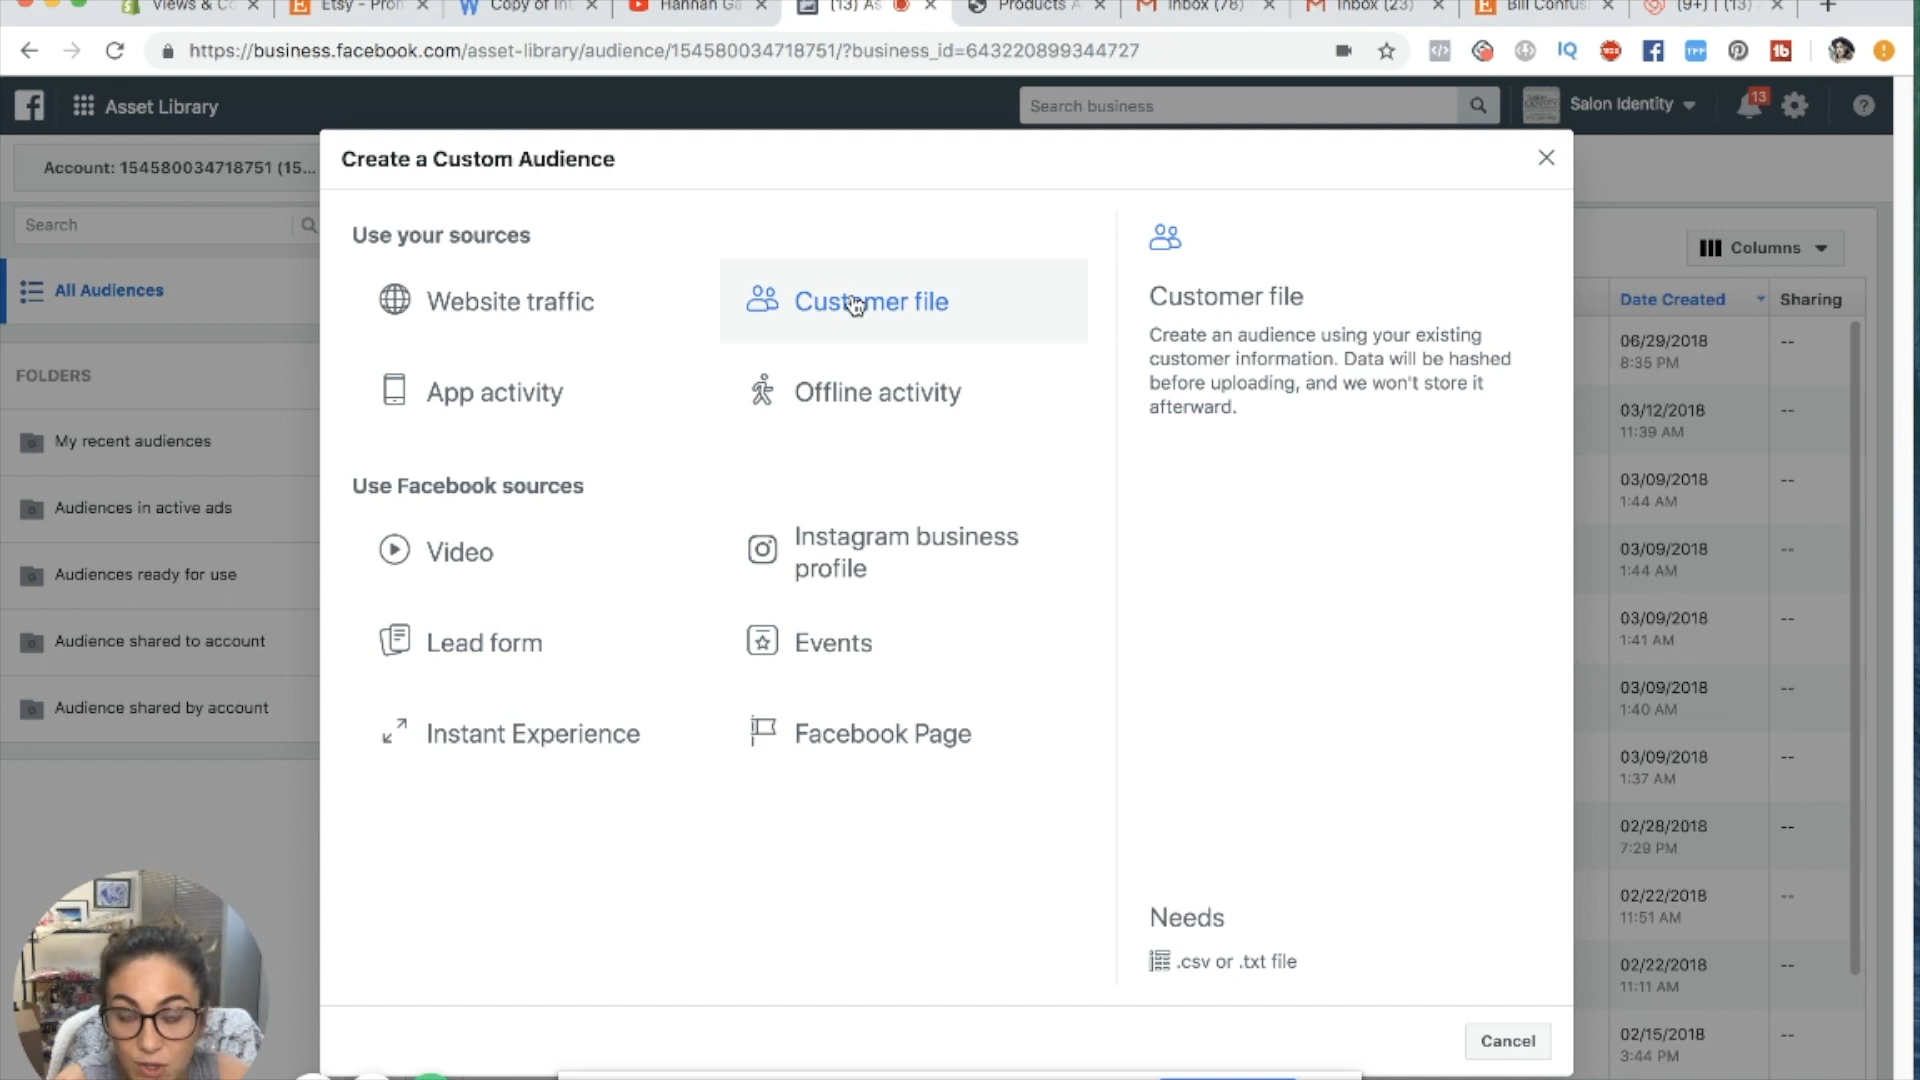 Views & Co
Etsy - Pron
Copy of Int
Hannah Ga
(13) As
Products A
Inbox (78)
Inbox (23)
Bill Confus
(9+) | (13)
https://business.facebook.com/asset-library/audience/154580034718751/?business_id=643220899344727
Asset Library
Search business
Salon Identity
13
Account: 154580034718751 (15...
Search
All Audiences
FOLDERS
My recent audiences
Audiences in active ads
Audiences ready for use
Audience shared to account
Audience shared by account
Create a Custom Audience
Use your sources
Website traffic
Customer file
App activity
Offline activity
Use Facebook sources
Video
Instagram business
profile
Lead form
Events
Instant Experience
Facebook Page
Customer file
Create an audience using your existing
customer information. Data will be hashed
before uploading, and we won't store it
afterward.
Needs
.csv or .txt file
Cancel
Columns
Date Created
Sharing
06/29/2018 --
8:35 PM
03/12/2018 --
11:39 AM
03/09/2018 --
1:44 AM
03/09/2018 --
1:44 AM
03/09/2018 --
1:41 AM
03/09/2018 --
1:40 AM
03/09/2018 --
1:37 AM
02/28/2018 --
7:29 PM
02/22/2018 --
11:51 AM
02/22/2018 --
11:11 AM
02/15/2018 --
3:44 PM